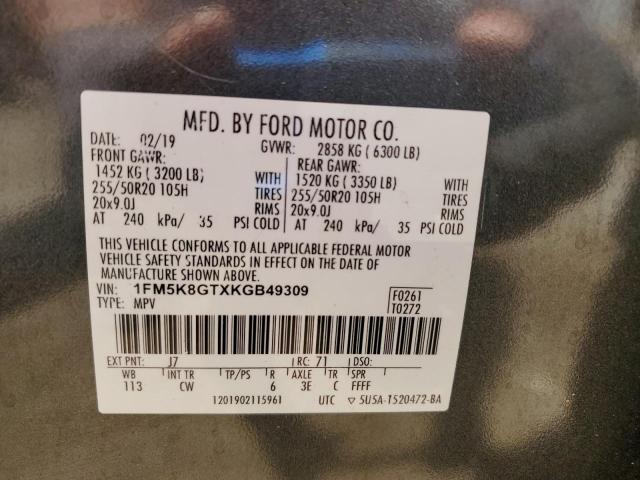 MFD. BY FORD MOTOR CO.
DATE: 02/19 GVWR: 2858 KG ( 6300 LB)
FRONT GAWR: REAR GAWR:
1452 KG ( 3200 LB) WITH 1520 KG ( 3350 LB) WITH
255/50R20 105H TIRES 255/50R20 105H TIRES
20x9.0J RIMS 20x9.0J RIMS
AT 240 kPa/ 35 PSI COLD AT 240 kPa/ 35 PSI COLD
THIS VEHICLE CONFORMS TO ALL APPLICABLE FEDERAL MOTOR
VEHICLE SAFETY STANDARDS IN EFFECT ON THE DATE OF
MANUFACTURE SHOWN ABOVE.
VIN: 1FM5K8GTXKGB49309 F0261
TYPE: MPV T0272
EXT PNT: J7 RC: 71 DSO:
WB INT TR TP/PS R AXLE TR SPR
113 CW 6 3E C FFFF
1201902115961 UTC ▽ 5U5A-1520472-BA